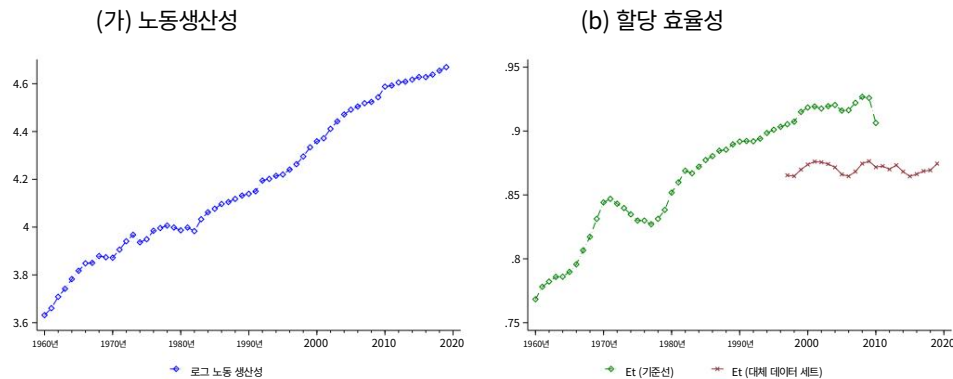 (가) 노동생산성
(b) 할당 효율성
4.6
4.4
4.2
4
3.8
3.6
1960년 1970년 1980년 1990년 2000 2010 2020
로그 노동 생산성
.95
.9
.85
.8
.75
1960년 1970년 1980년 1990년 2000 2010 2020
Et (기준선) Et (대체 데이터 세트)